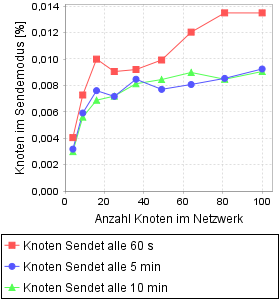 0,014
0,012
0,010
0,008
0,006
0,004
0,002
0,000
Knoten im Sendemodus [%]
0 20 40 60 80 100
Anzahl Knoten im Netzwerk
Knoten Sendet alle 60 s
Knoten Sendet alle 5 min
Knoten Sendet alle 10 min